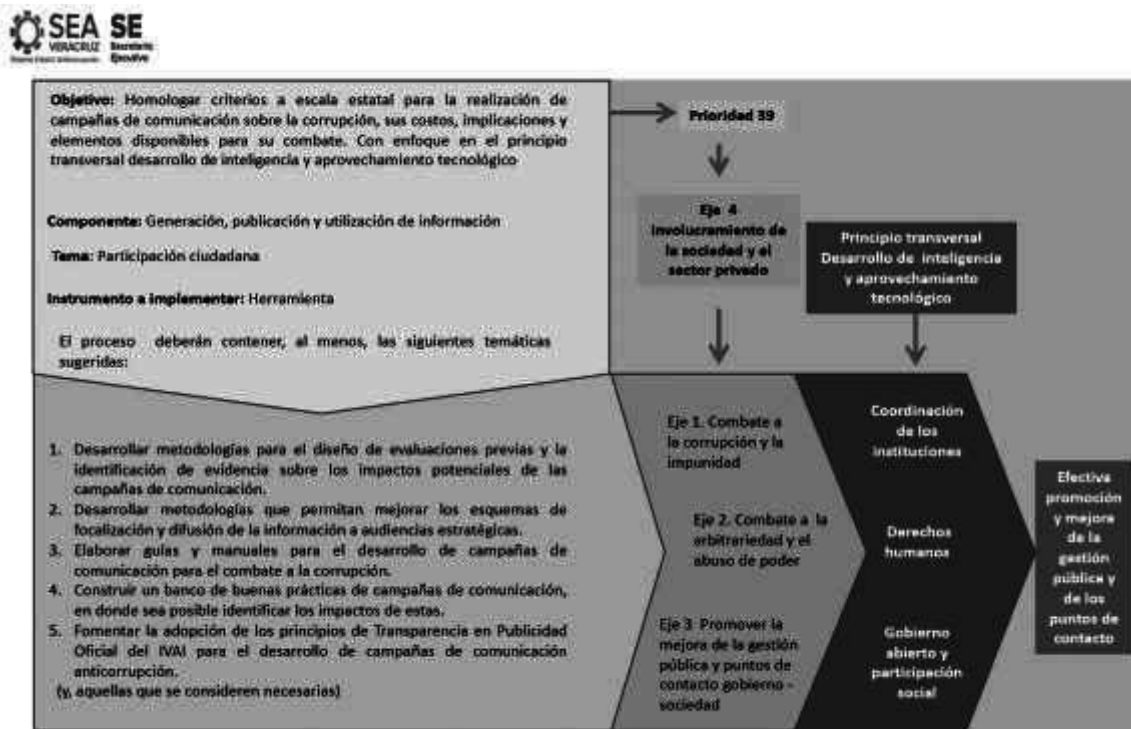 SEA SE
VERACRUZ Secretaría
Ejecutiva
Objetivo: Homologar criterios a escala estatal para la realización de
campañas de comunicación sobre la corrupción, sus costos, implicaciones y
elementos disponibles para su combate. Con enfoque en el principio
transversal desarrollo de inteligencia y aprovechamiento tecnológico
Componente: Generación, publicación y utilización de información
Tema: Participación ciudadana
Instrumento a implementar: Herramienta
El proceso deberán contener, al menos, las siguientes temáticas
sugeridas:
Prioridad 39
Eje 4
Involucramiento de
la sociedad y el
sector privado
Principio transversal
Desarrollo de inteligencia
y aprovechamiento
tecnológico
1. Desarrollar metodologías para el diseño de evaluaciones previas y la
identificación de evidencia sobre los impactos potenciales de las
campañas de comunicación.
2. Desarrollar metodologías que permitan mejorar los esquemas de
focalización y difusión de la información a audiencias estratégicas.
3. Elaborar guías y manuales para el desarrollo de campañas de
comunicación para el combate a la corrupción.
4. Construir un banco de buenas prácticas de campañas de comunicación,
en donde sea posible identificar los impactos de estas.
5. Fomentar la adopción de los principios de Transparencia en Publicidad
Oficial del IVAI para el desarrollo de campañas de comunicación
anticorrupción.
(y, aquellas que se consideren necesarias)
Eje 1. Combate a
la corrupción y la
impunidad
Eje 2. Combate a la
arbitrariedad y el
abuso de poder
Eje 3 Promover la
mejora de la gestión
pública y puntos de
contacto gobierno -
sociedad
Coordinación
de los
instituciones
Derechos
humanos
Gobierno
abierto y
participación
social
Efectiva
promoción
y mejora
de la
gestión
pública y
de los
puntos de
contacto